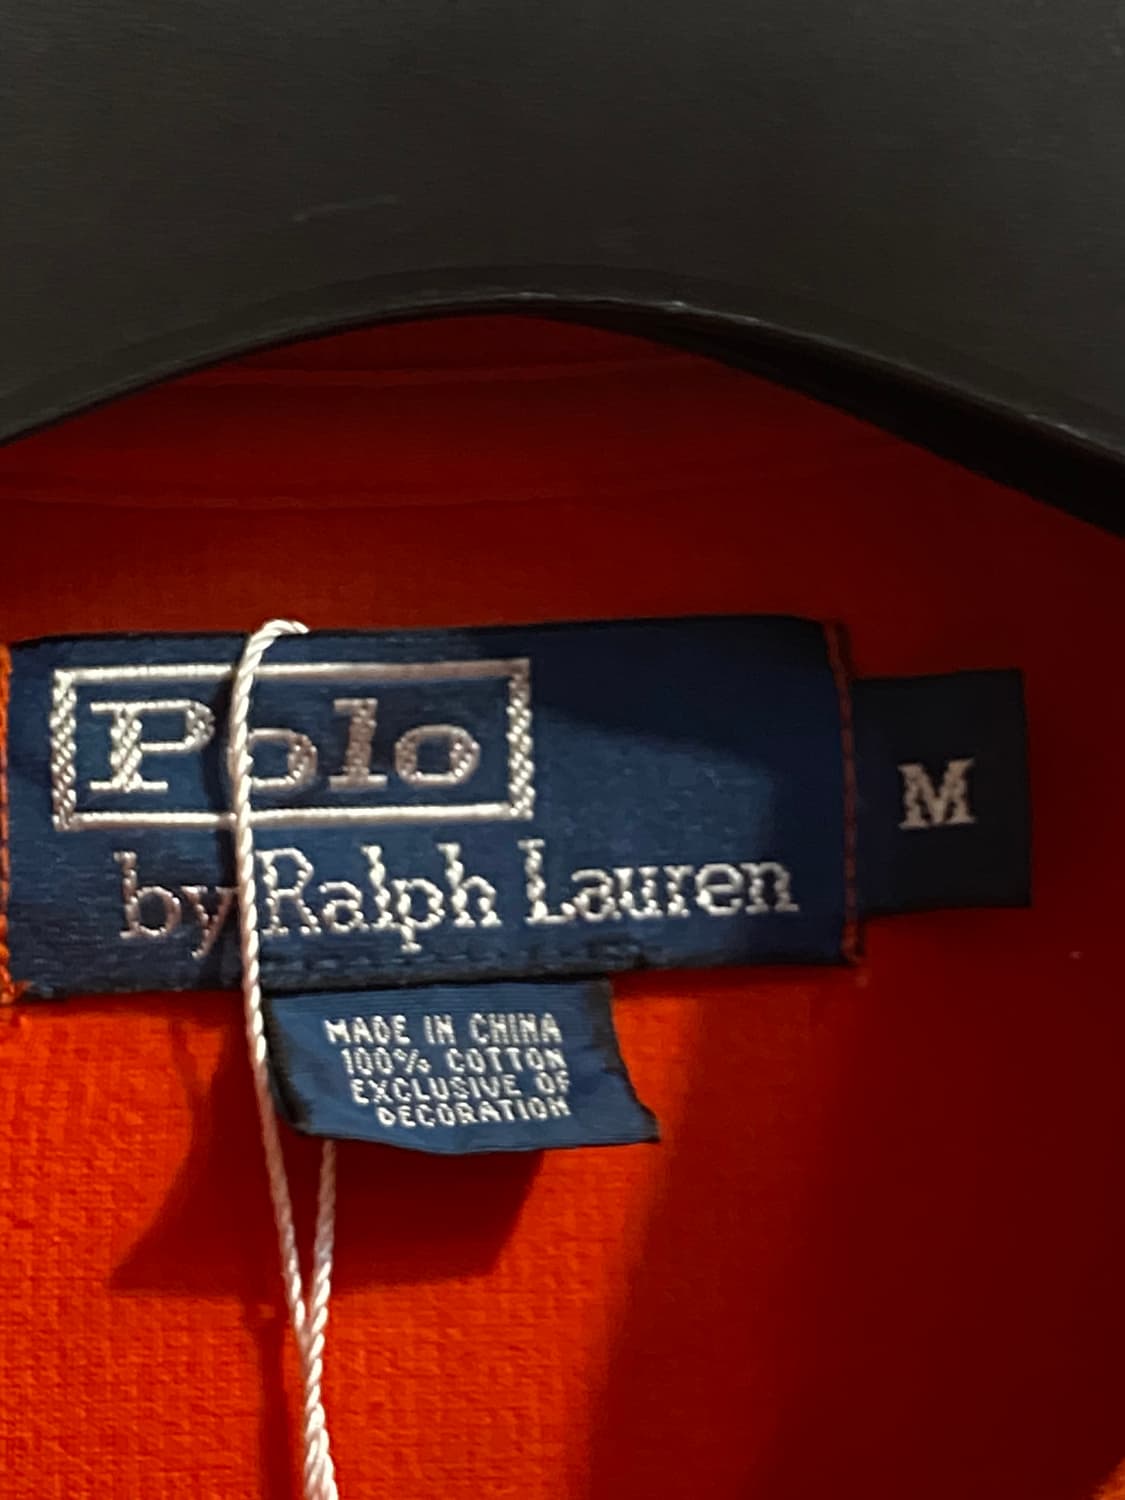 Polo
by Ralph Lauren
M
MADE IN CHINA
100% COTTON
EXCLUSIVE OF
DECORATION